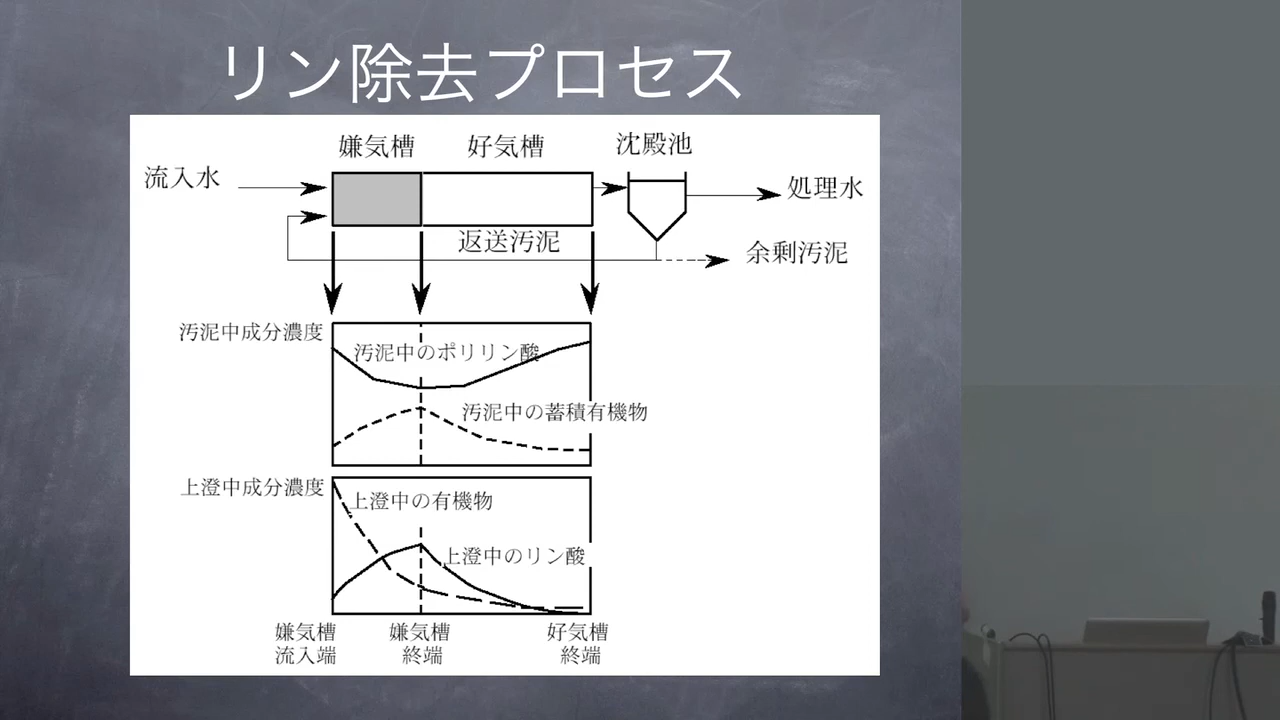 リン除去プロセス
嫌気槽
好気槽
沈殿池
流入水
処理水
返送汚泥
余剰汚泥
汚泥中成分濃度
汚泥中のポリリン酸
汚泥中の蓄積有機物
上澄中成分濃度
上澄中の有機物
上澄中のリン酸
嫌気槽
流入端
嫌気槽
終端
好気槽
終端